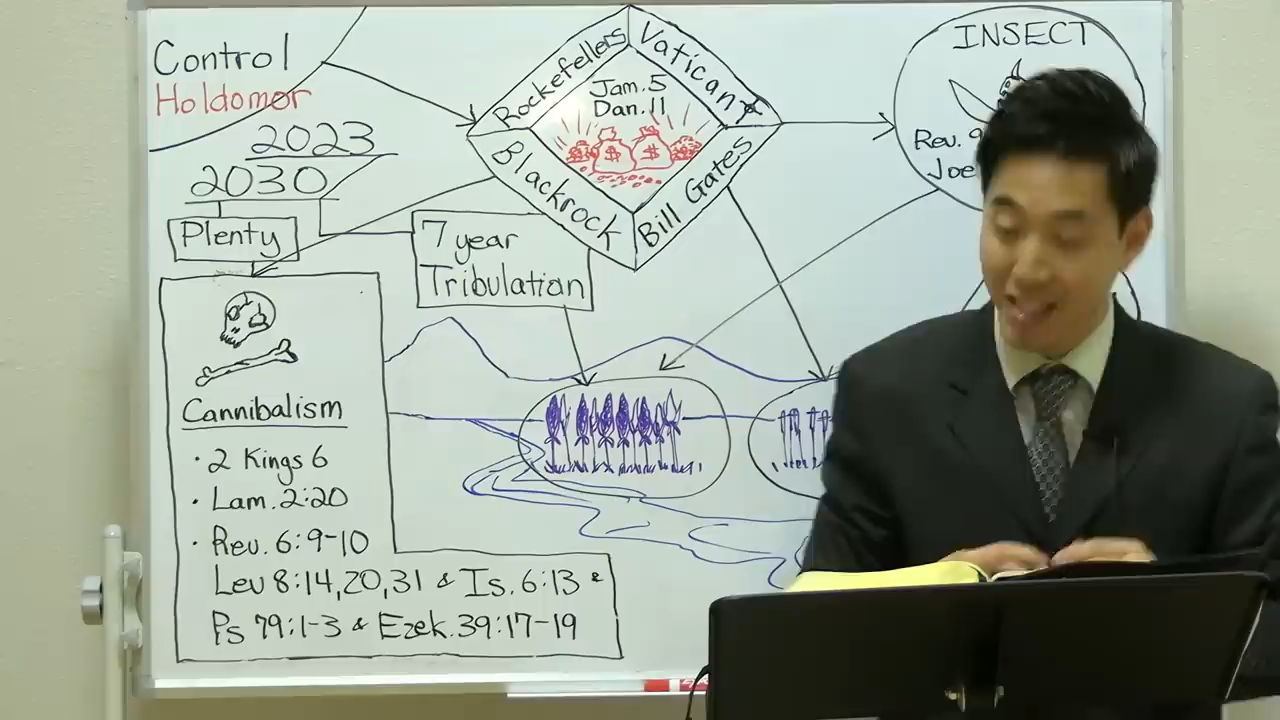 Control
Holdomor
2023
2030
Plenty
7 year
Tribulation
Rockefellers
Vatican
Jam. 5
Dan. 11
$ $
Blackrock
Bill Gates
INSECT
Rev. 9
Joe
Cannibalism
· 2 Kings 6
· Lam. 2:20
· Rev. 6:9-10
Lev 8:14,20,31 & Is. 6:13 &
Ps 79:1-3 & Ezek. 39:17-19